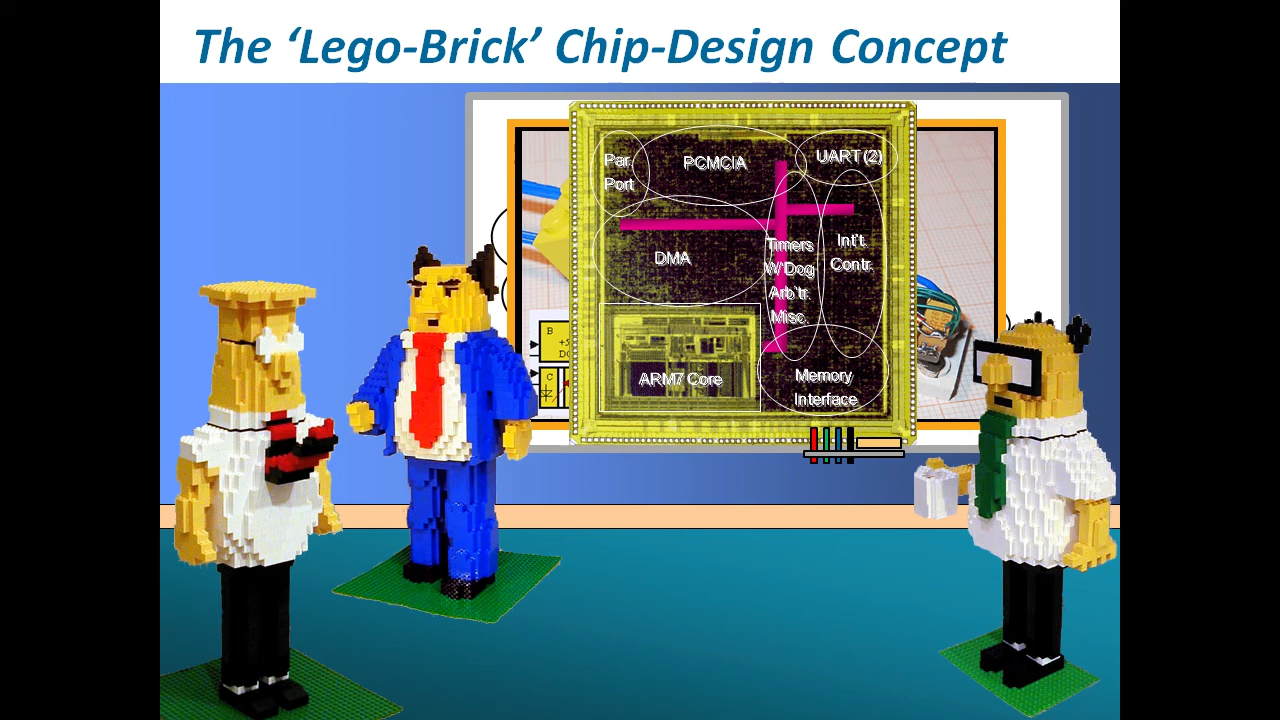 The ‘Lego-Brick’ Chip-Design Concept
Par.
Port
PCMCIA
UART (2)
DMA
Timers
W'Dog
Arb'tr.
Misc.
Int't.
Contr.
ARM7 Core
Memory
Interface
B
C